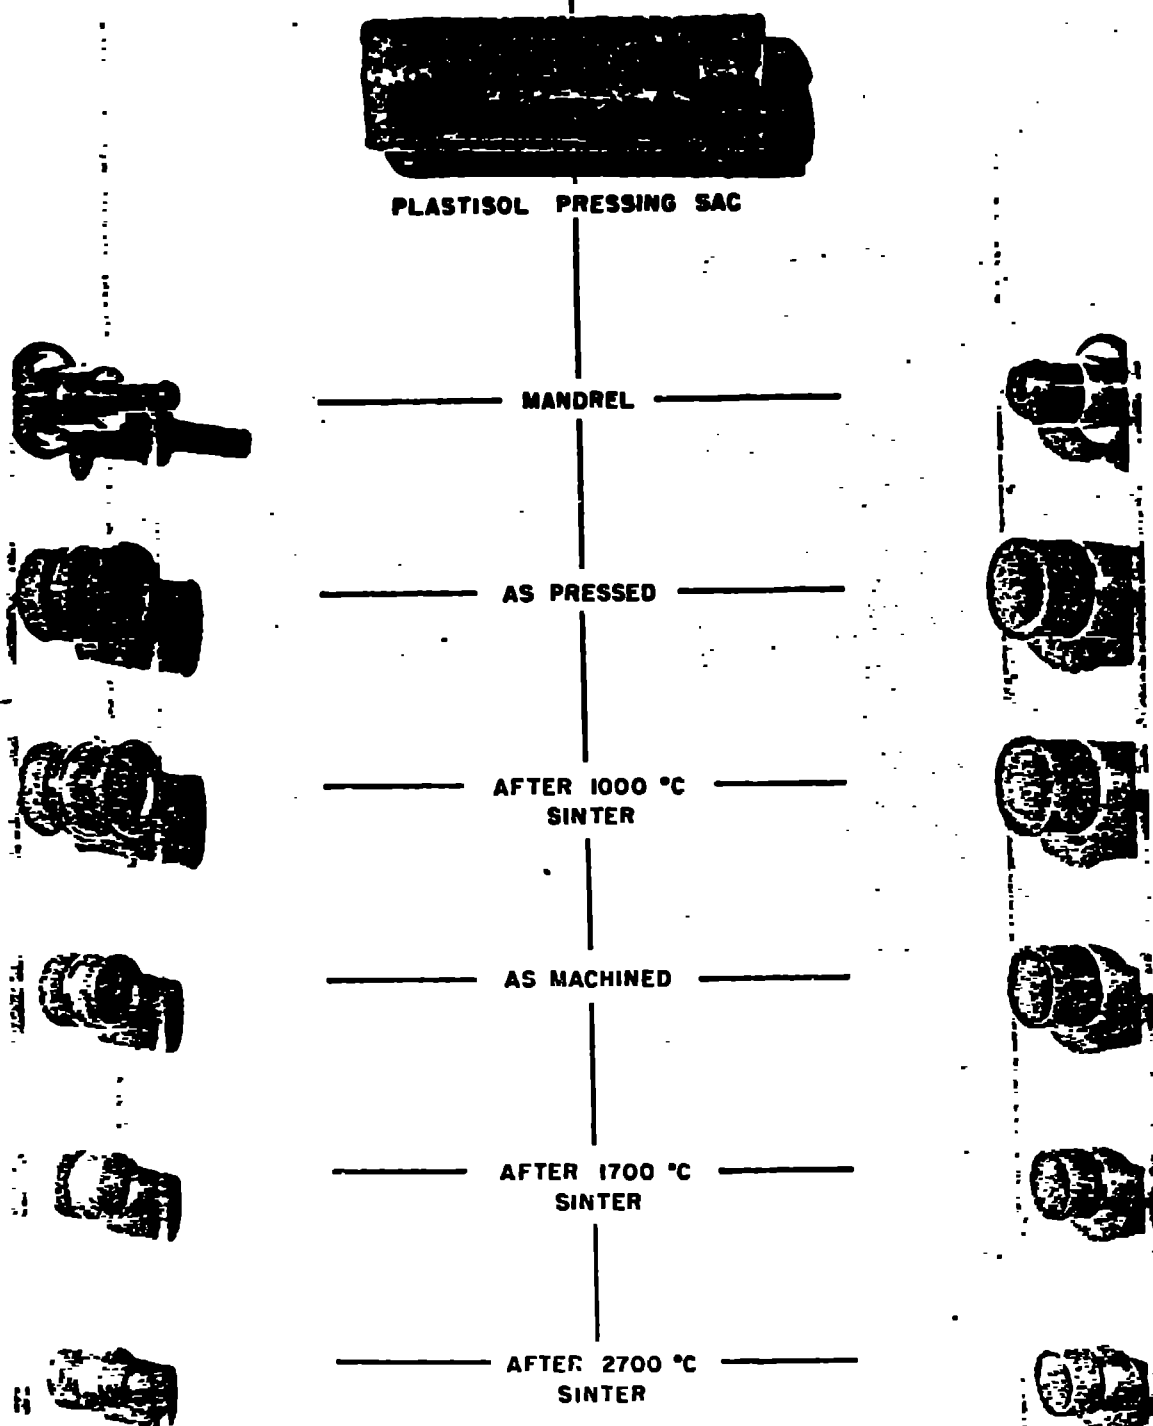 PLASTISOL PRESSING SAC
MANDREL
AS PRESSED
AFTER 1000 °C
SINTER
AS MACHINED
AFTER 1700 °C
SINTER
AFTER 2700 °C
SINTER